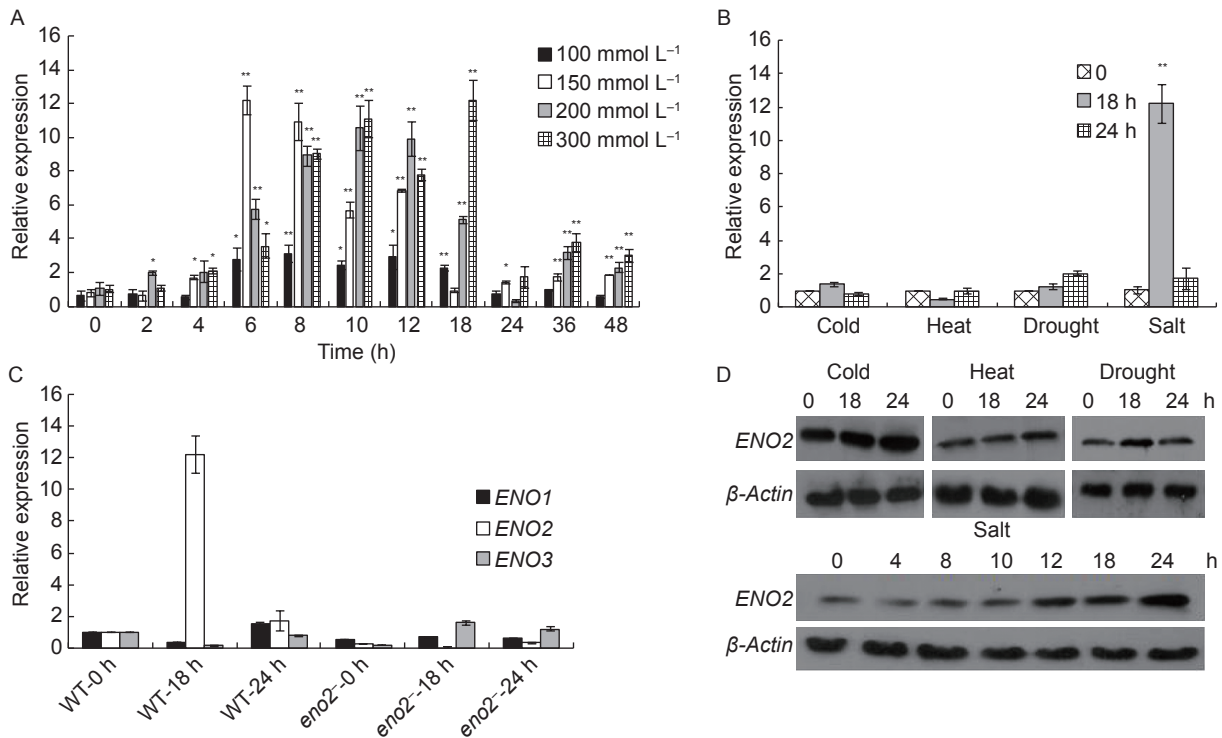 A
Relative expression
16
14
12
10
8
6
4
2
0
100 mmol L⁻¹
150 mmol L⁻¹
200 mmol L⁻¹
300 mmol L⁻¹
** ** ** ** ** ** ** ** ** ** ** ** ** ** ** ** ** ** ** ** * * * * * * * *
0 2 4 6 8 10 12 18 24 36 48
Time (h)
B
Relative expression
16
14
12
10
8
6
4
2
0
0
18 h
24 h
**
Cold Heat Drought Salt
C
Relative expression
16
14
12
10
8
6
4
2
0
ENO1
ENO2
ENO3
WT-0 h WT-18 h WT-24 h eno2⁻-0 h eno2⁻-18 h eno2⁻-24 h
D
Cold Heat Drought
0 18 24 0 18 24 0 18 24 h
ENO2
β-Actin
Salt
0 4 8 10 12 18 24 h
ENO2
β-Actin